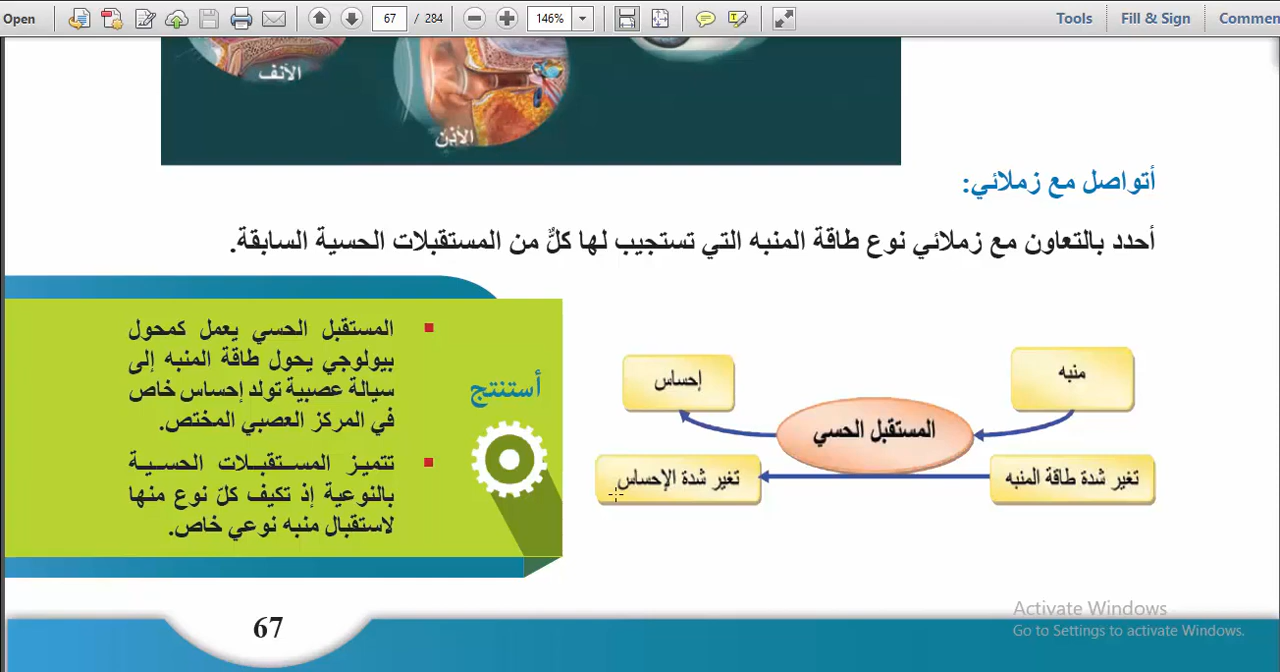 Open
67 / 284
146%
Tools
Fill & Sign
Commen
الأنف
الأذن
أتواصل مع زملائي:
أحدد بالتعاون مع زملائي نوع طاقة المنبه التي تستجيب لها كلٌّ من المستقبلات الحسية السابقة.
منبه
إحساس
المستقبل الحسي
تغير شدة طاقة المنبه
تغير شدة الإحساس
أستنتج
المستقبل الحسي يعمل كمحول
بيولوجي يحول طاقة المنبه إلى
سيالة عصبية تولد إحساس خاص
في المركز العصبي المختص.
تتميز المستقبلات الحسية
بالنوعية إذ تكيف كلّ نوع منها
لاستقبال منبه نوعي خاص.
Activate Windows
Go to Settings to activate Windows.
67